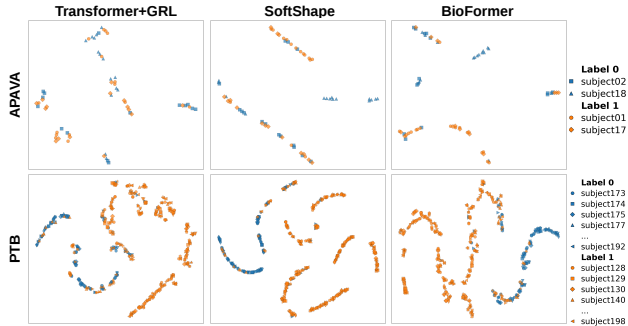 Transformer+GRL
SoftShape
BioFormer
APAVA
Label 0
subject02
subject18
Label 1
subject01
subject17
PTB
Label 0
subject173
subject174
subject175
subject177
...
subject192
Label 1
subject128
subject129
subject130
subject140
...
subject198